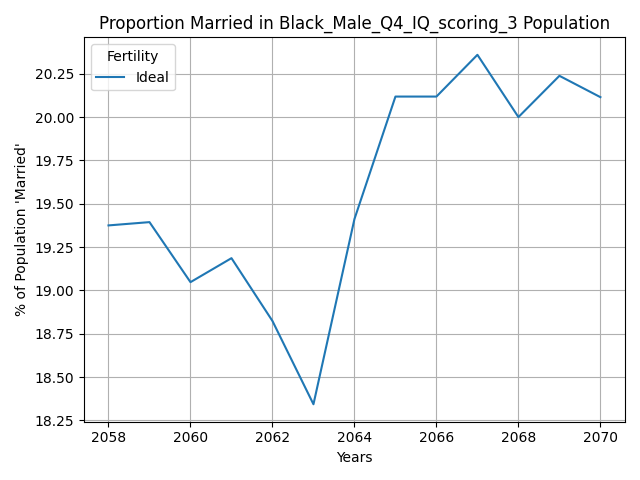 Proportion Married in Black_Male_Q4_IQ_scoring_3 Population
Fertility
Ideal
% of Population 'Married'
20.25
20.00
19.75
19.50
19.25
19.00
18.75
18.50
18.25
2058 2060 2062 2064 2066 2068 2070
Years